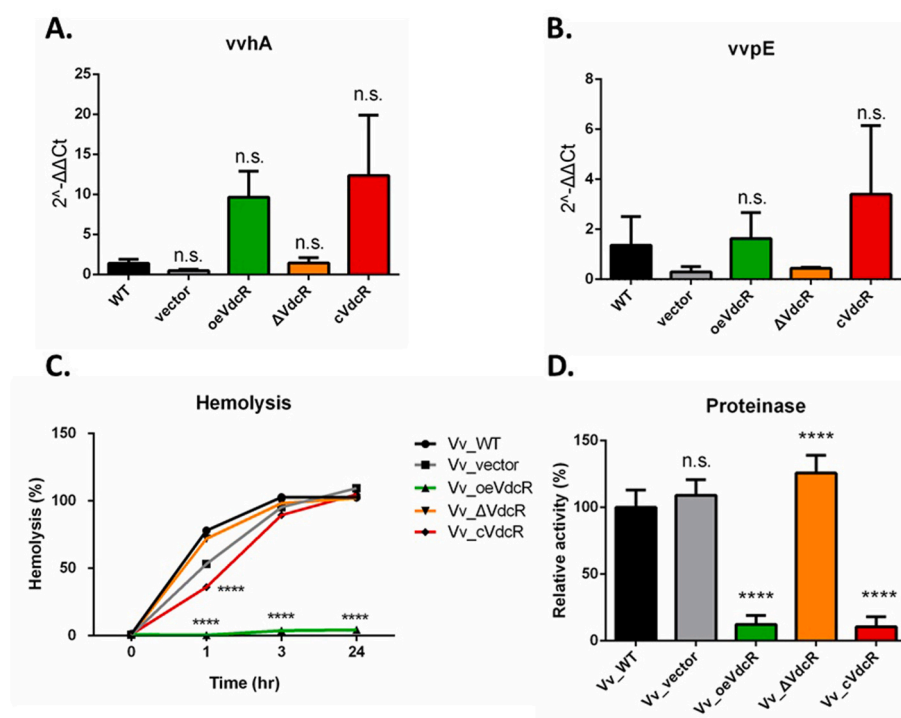 A.
vvhA
2^-ΔΔCt
25
20
15
10
5
0
n.s.
n.s.
n.s.
n.s.
WT
vector
oeVdcR
ΔVdcR
cVdcR
B.
vvpE
2^-ΔΔCt
8
6
4
2
0
n.s.
n.s.
WT
vector
oeVdcR
ΔVdcR
cVdcR
C.
Hemolysis
Hemolysis (%)
150
100
50
0
****
****
****
****
0
1
3
24
Time (hr)
Vv_WT
Vv_vector
Vv_oeVdcR
Vv_ΔVdcR
Vv_cVdcR
D.
Proteinase
Relative activity (%)
150
100
50
0
n.s.
****
****
****
Vv_WT
Vv_vector
Vv_oeVdcR
Vv_ΔVdcR
Vv_cVdcR